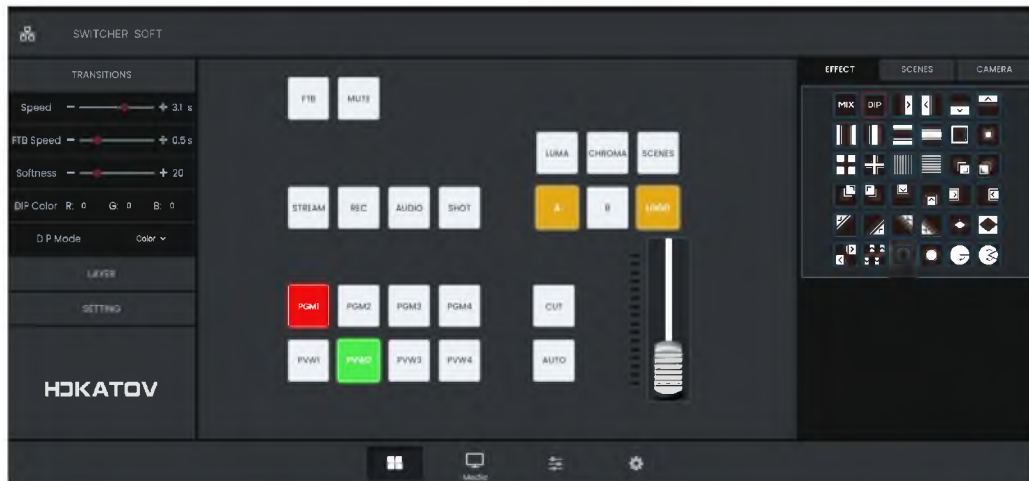 SWITCHER SOFT
TRANSITIONS
Speed 3.1 s
FTB Speed 0.5 s
Softness 20
DIP Color R: 0 G: 0 B: 0
DIP Mode Color
LAYER
SETTING
HDKATOV
FTB MUTE
LUMA CHROMA SCENES
STREAM REC AUDIO SHOT A B LOGO
PGM1 PGM2 PGM3 PGM4 CUT
PVW1 PVW2 PVW3 PVW4 AUTO
EFFECT SCENES CAMERA
MIX DIP
Media